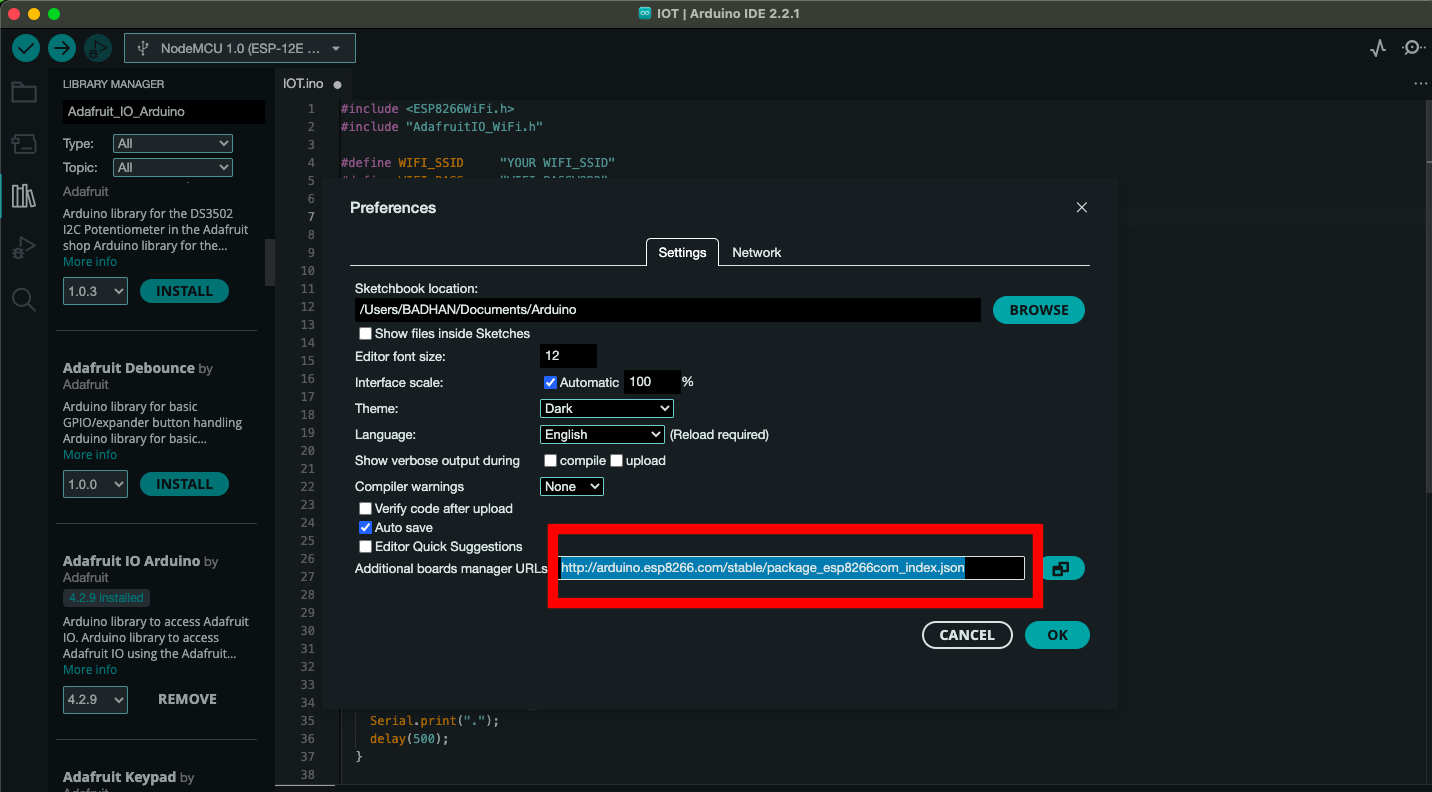 IOT | Arduino IDE 2.2.1
NodeMCU 1.0 (ESP-12E ...
LIBRARY MANAGER
Adafruit_IO_Arduino
Type: All
Topic: All
Adafruit
Arduino library for the DS3502
I2C Potentiometer in the Adafruit
shop Arduino library for the...
More info
1.0.3 INSTALL
Adafruit Debounce by
Adafruit
Arduino library for basic
GPIO/expander button handling
Arduino library for basic...
More info
1.0.0 INSTALL
Adafruit IO Arduino by
Adafruit
4.2.9 installed
Arduino library to access Adafruit
IO. Arduino library to access
Adafruit IO using the Adafruit...
More info
4.2.9 REMOVE
Adafruit Keypad by
IOT.ino
1 #include <ESP8266WiFi.h>
2 #include "AdafruitIO_WiFi.h"
3
4 #define WIFI_SSID "YOUR WIFI_SSID"
5
6
7
8
9
10
11
12
13
14
15
16
17
18
19
20
21
22
23
24
25
26
27
28
29
30
31
32
33
34
35 Serial.print(".");
36 delay(500);
37 }
38
Preferences
Settings Network
Sketchbook location:
/Users/BADHAN/Documents/Arduino BROWSE
Show files inside Sketches
Editor font size: 12
Interface scale: Automatic 100 %
Theme: Dark
Language: English (Reload required)
Show verbose output during compile upload
Compiler warnings None
Verify code after upload
Auto save
Editor Quick Suggestions
Additional boards manager URLs http://arduino.esp8266.com/stable/package_esp8266com_index.json
CANCEL OK